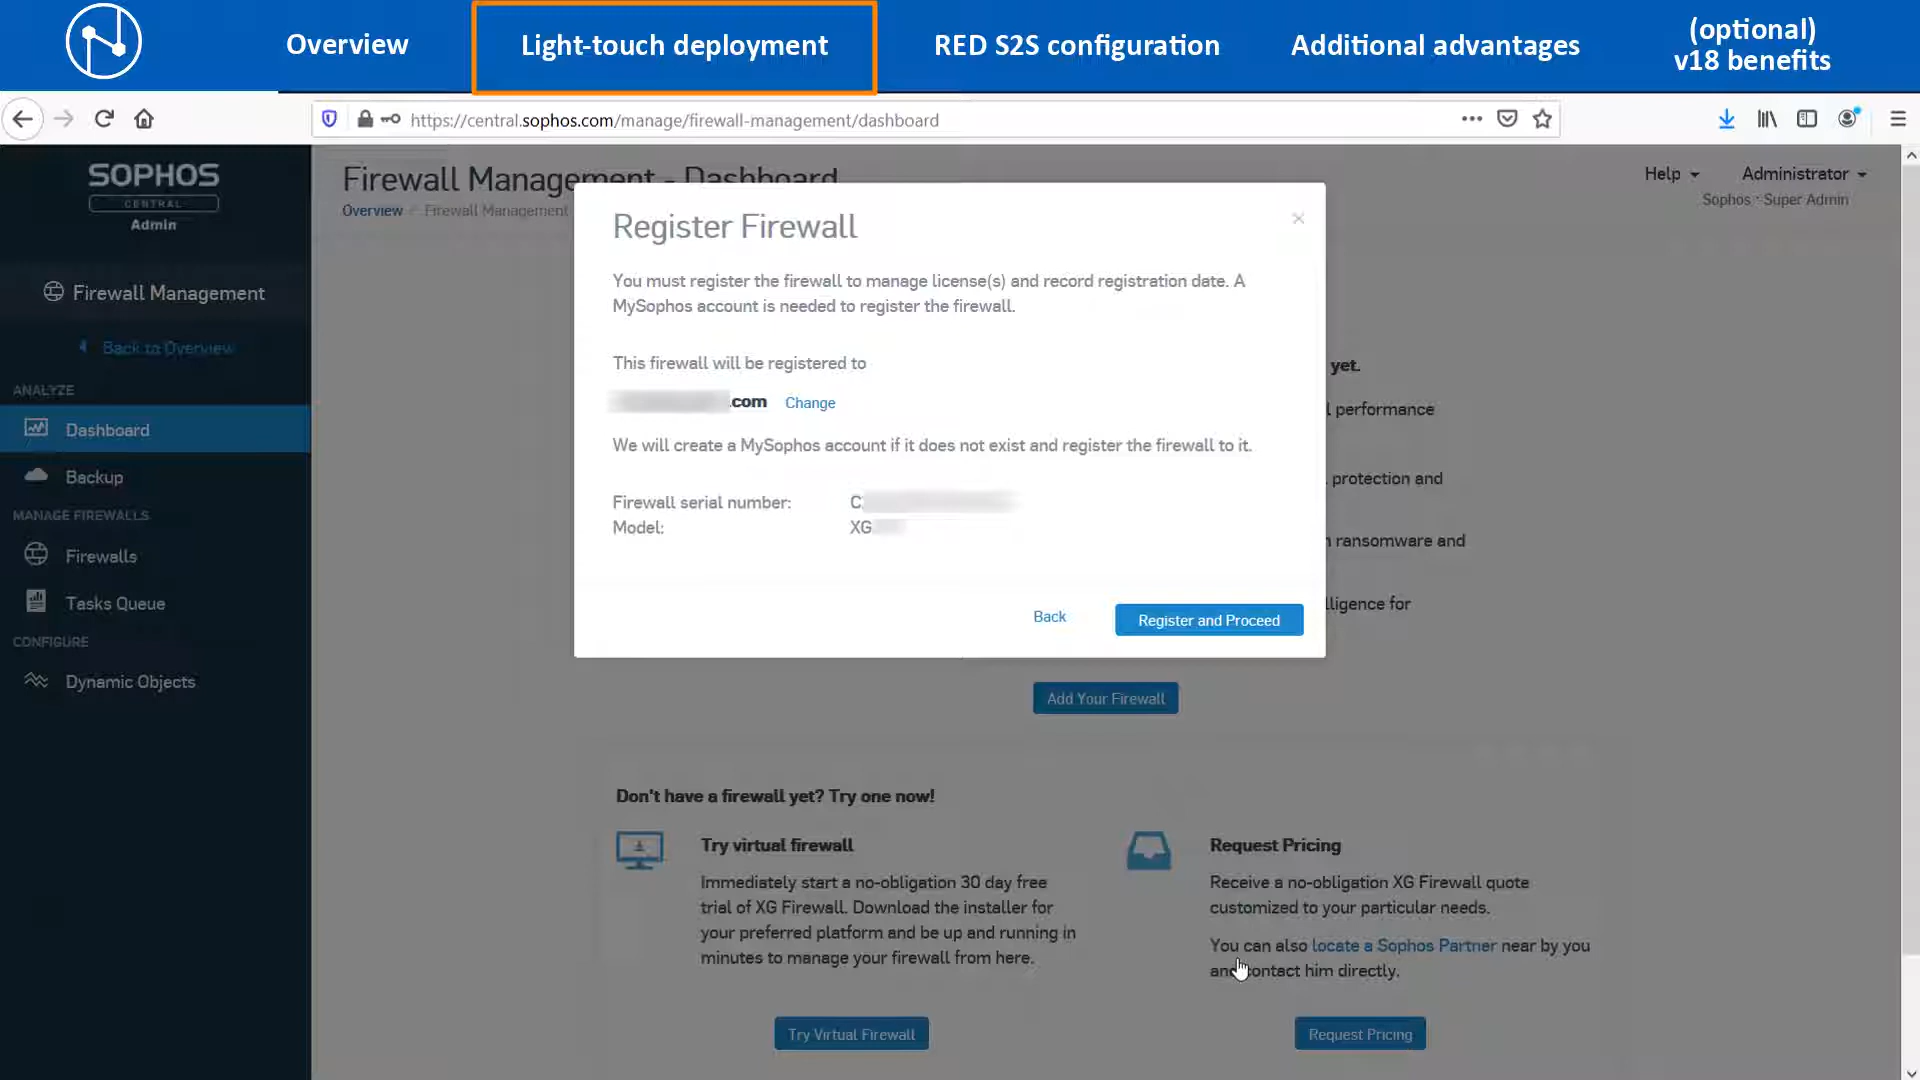 Overview
Light-touch deployment
RED S2S configuration
Additional advantages
(optional)
v18 benefits
https://central.sophos.com/manage/firewall-management/dashboard
SOPHOS
CENTRAL
Admin
Firewall Management
Back to Overview
ANALYZE
Dashboard
Backup
MANAGE FIREWALLS
Firewalls
Tasks Queue
CONFIGURE
Dynamic Objects
Firewall Management - Dashboard
Overview / Firewall Management
Help
Administrator
Sophos · Super Admin
Register Firewall
×
You must register the firewall to manage license(s) and record registration date. A
MySophos account is needed to register the firewall.
This firewall will be registered to
.com Change
We will create a MySophos account if it does not exist and register the firewall to it.
Firewall serial number: C
Model: XG
Back
Register and Proceed
yet.
performance
protection and
ransomware and
lligence for
Add Your Firewall
Don't have a firewall yet? Try one now!
Try virtual firewall
Immediately start a no-obligation 30 day free
trial of XG Firewall. Download the installer for
your preferred platform and be up and running in
minutes to manage your firewall from here.
Try Virtual Firewall
Request Pricing
Receive a no-obligation XG Firewall quote
customized to your particular needs.
You can also locate a Sophos Partner near by you
and contact him directly.
Request Pricing